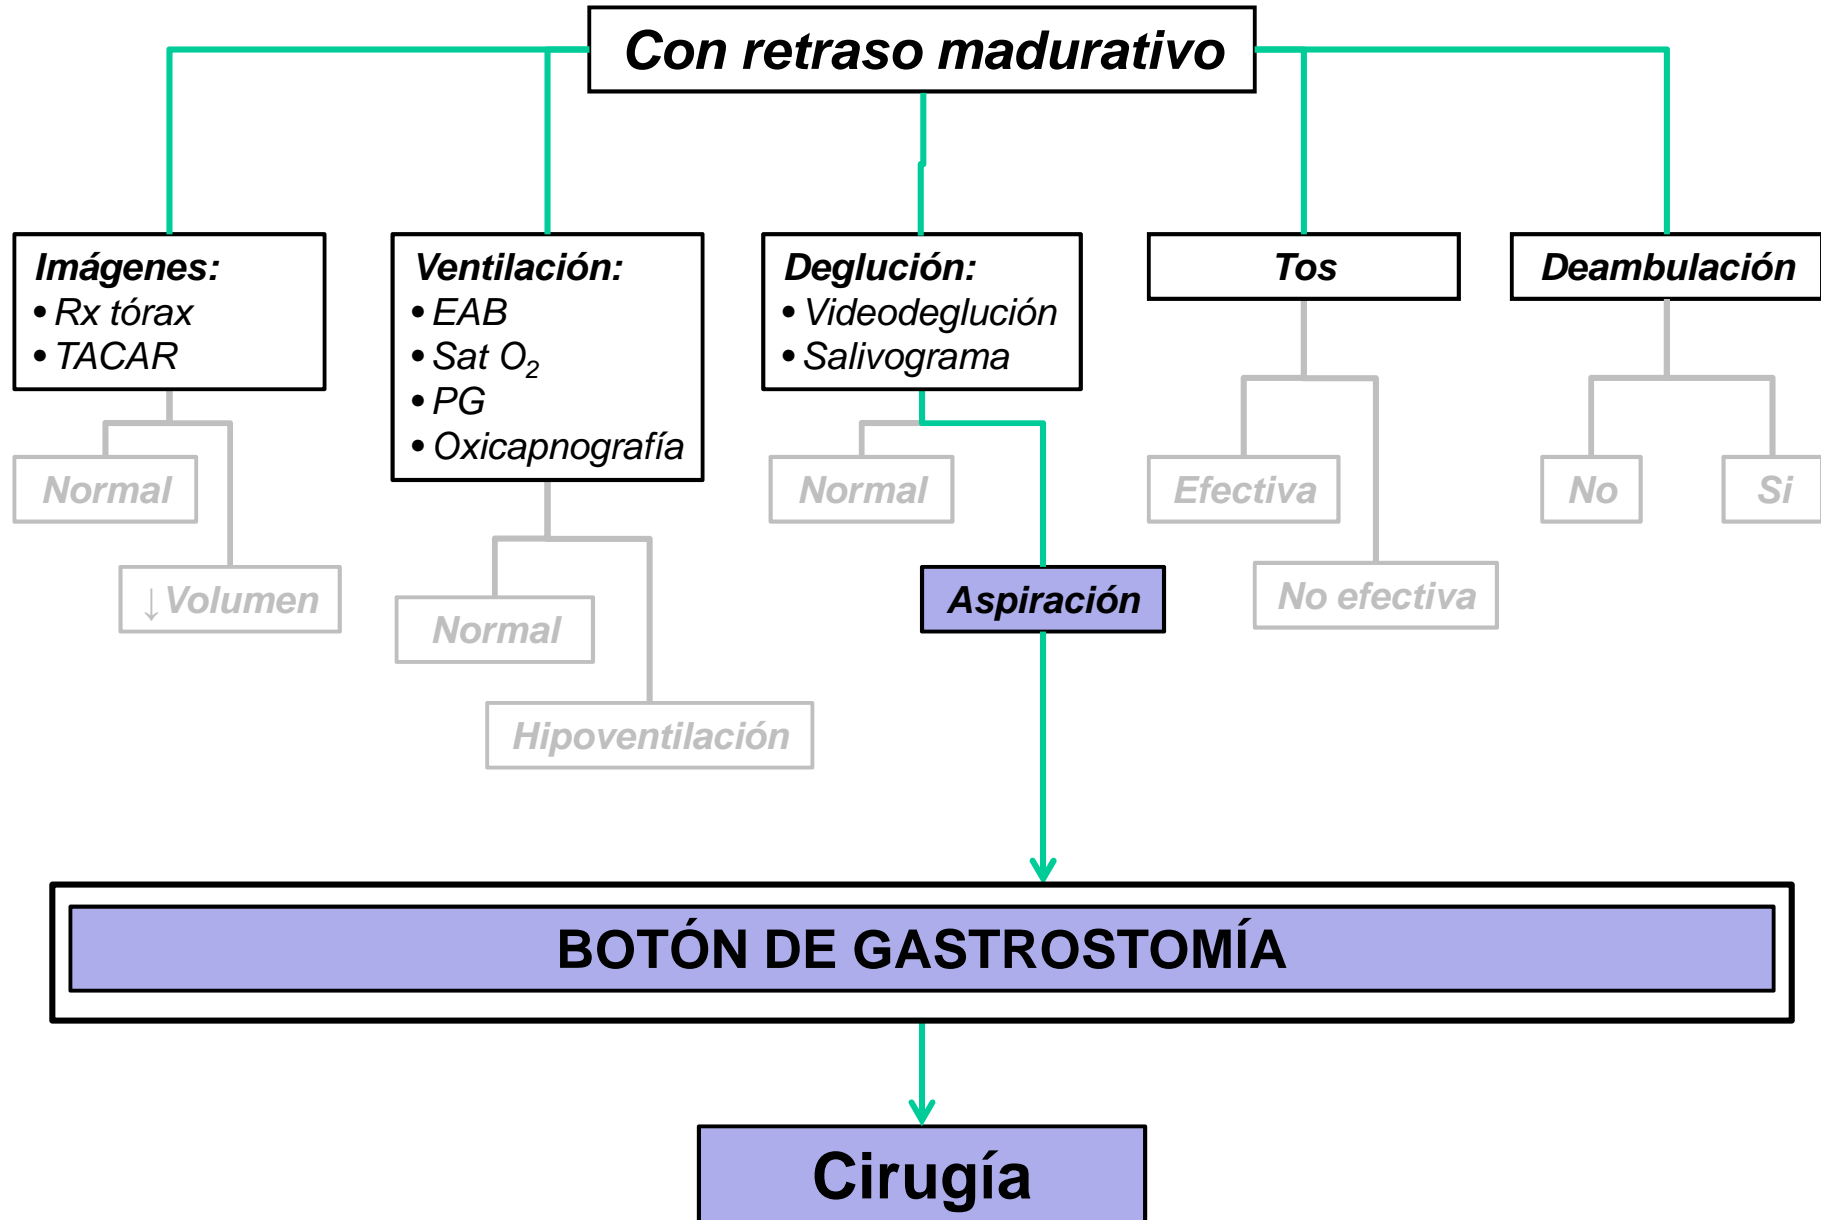 Con retraso madurativo
Imágenes:
• Rx tórax
• TACAR
Normal
↓Volumen
Ventilación:
• EAB
• Sat O₂
• PG
• Oxicapnografía
Normal
Hipoventilación
Deglución:
• Videodeglución
• Salivograma
Normal
Aspiración
Tos
Efectiva
No efectiva
Deambulación
No
Si
BOTÓN DE GASTROSTOMÍA
Cirugía